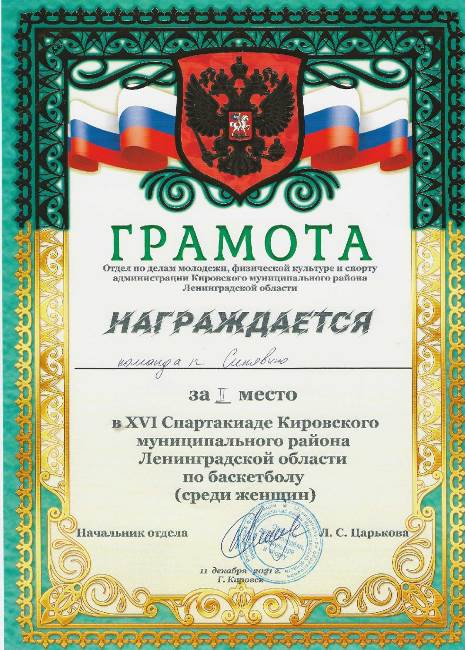 ГРАМОТА
Отдел по делам молодежи, физической культуре и спорту
администрации Кировского муниципального района
Ленинградской области
НАГРАЖДАЕТСЯ
команда п. Синявино
за II место
в XVI Спартакиаде Кировского
муниципального района
Ленинградской области
по баскетболу
(среди женщин)
Начальник отдела Л. С. Царькова
11 декабря
Г. Кировск